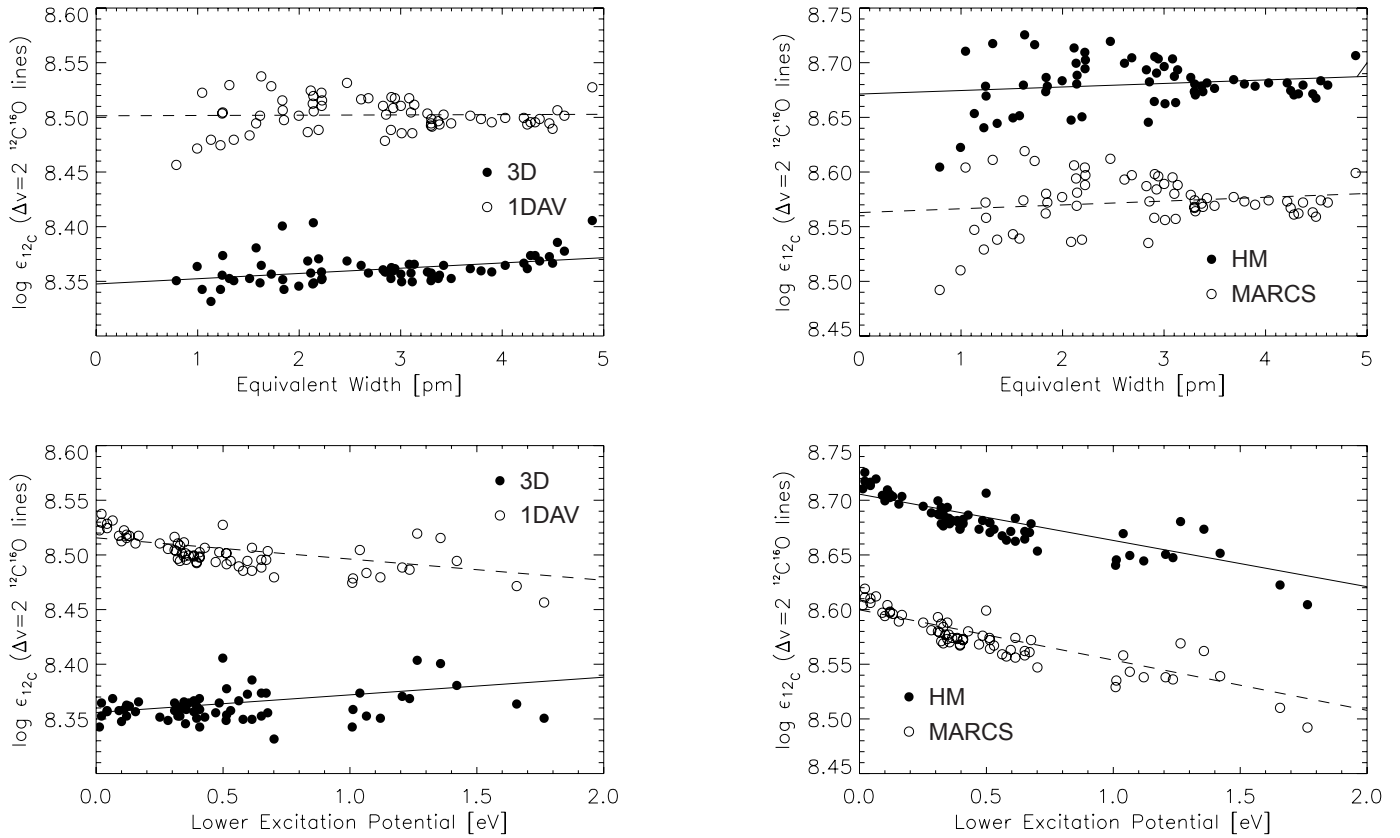 8.60
8.55
8.50
8.45
8.40
8.35
log ε₁₂C (Δv=2 ¹²C¹⁶O lines)
3D
1DAV
0 1 2 3 4 5
Equivalent Width [pm]
8.75
8.70
8.65
8.60
8.55
8.50
8.45
log ε₁₂C (Δv=2 ¹²C¹⁶O lines)
HM
MARCS
0 1 2 3 4 5
Equivalent Width [pm]
8.60
8.55
8.50
8.45
8.40
8.35
log ε₁₂C (Δv=2 ¹²C¹⁶O lines)
3D
1DAV
0.0 0.5 1.0 1.5 2.0
Lower Excitation Potential [eV]
8.75
8.70
8.65
8.60
8.55
8.50
8.45
log ε₁₂C (Δv=2 ¹²C¹⁶O lines)
HM
MARCS
0.0 0.5 1.0 1.5 2.0
Lower Excitation Potential [eV]